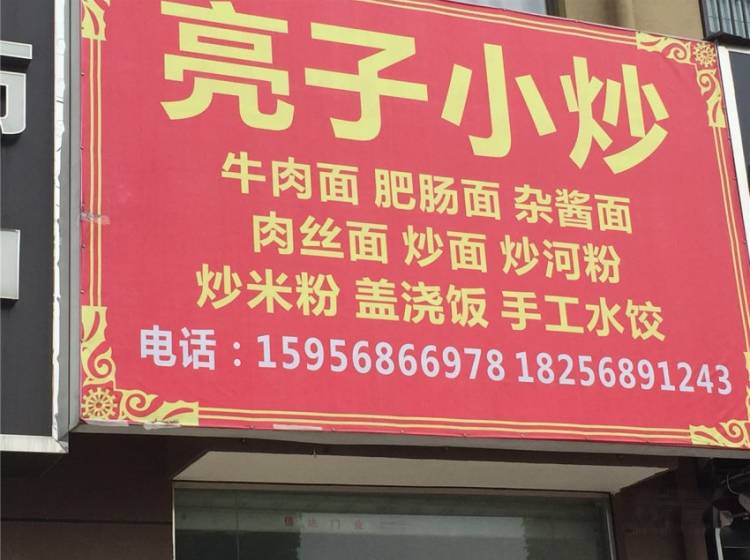 亮子小炒
牛肉面 肥肠面 杂酱面
肉丝面 炒面 炒河粉
炒米粉 盖浇饭 手工水饺
电话：15956866978 18256891243